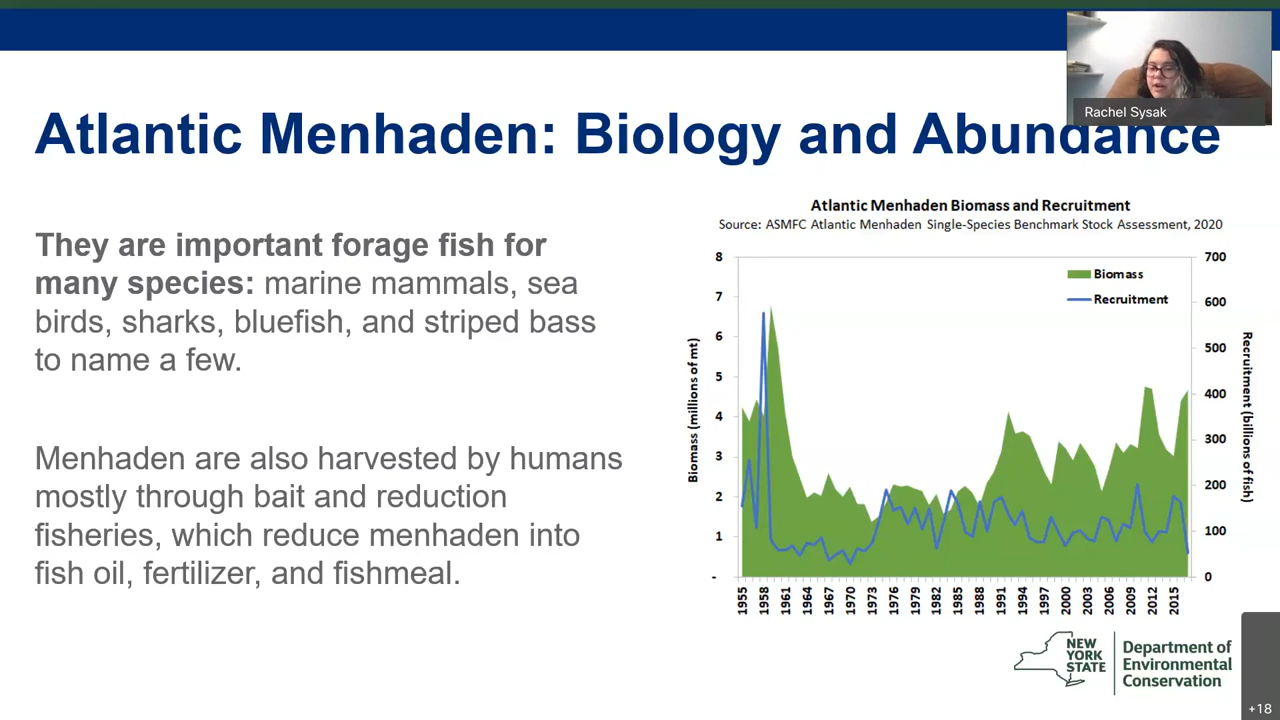 Rachel Sysak
Atlantic Menhaden: Biology and Abundance
They are important forage fish for
many species: marine mammals, sea
birds, sharks, bluefish, and striped bass
to name a few.
Menhaden are also harvested by humans
mostly through bait and reduction
fisheries, which reduce menhaden into
fish oil, fertilizer, and fishmeal.
Atlantic Menhaden Biomass and Recruitment
Source: ASMFC Atlantic Menhaden Single-Species Benchmark Stock Assessment, 2020
Biomass
Recruitment
Biomass (millions of mt)
8
7
6
5
4
3
2
1
-
Recruitment (billions of fish)
700
600
500
400
300
200
100
0
1955
1958
1961
1964
1967
1970
1973
1976
1979
1982
1985
1988
1991
1994
1997
2000
2003
2006
2009
2012
2015
NEW
YORK
STATE
Department of
Environmental
Conservation
+18